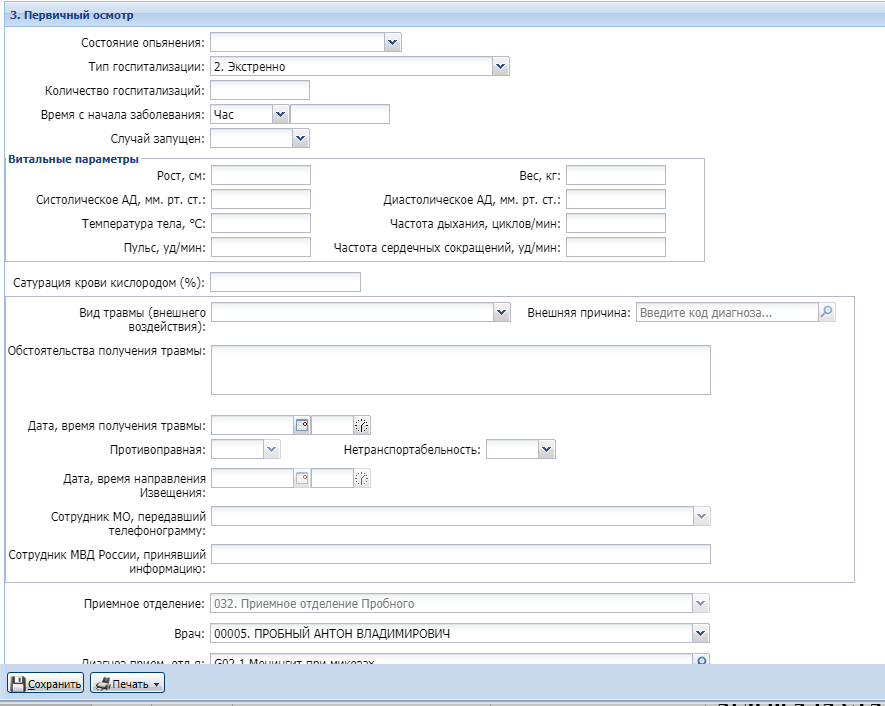 3. Первичный осмотр
Состояние опьянения:
Тип госпитализации: 2. Экстренно
Количество госпитализаций:
Время с начала заболевания: Час
Случай запущен:
Витальные параметры
Рост, см: Вес, кг:
Систолическое АД, мм. рт. ст.: Диастолическое АД, мм. рт. ст.:
Температура тела, °С: Частота дыхания, циклов/мин:
Пульс, уд/мин: Частота сердечных сокращений, уд/мин:
Сатурация крови кислородом (%):
Вид травмы (внешнего Внешняя причина: Введите код диагноза...
воздействия):
Обстоятельства получения травмы:
Дата, время получения травмы:
Противоправная: Нетранспортабельность:
Дата, время направления
Извещения:
Сотрудник МО, передавший
телефонограмму:
Сотрудник МВД России, принявший
информацию:
Приемное отделение: 032. Приемное отделение Пробного
Врач: 00005. ПРОБНЫЙ АНТОН ВЛАДИМИРОВИЧ
Диагноз прием. отд-я: G02.1 Менингит при микозах
Сохранить Печать